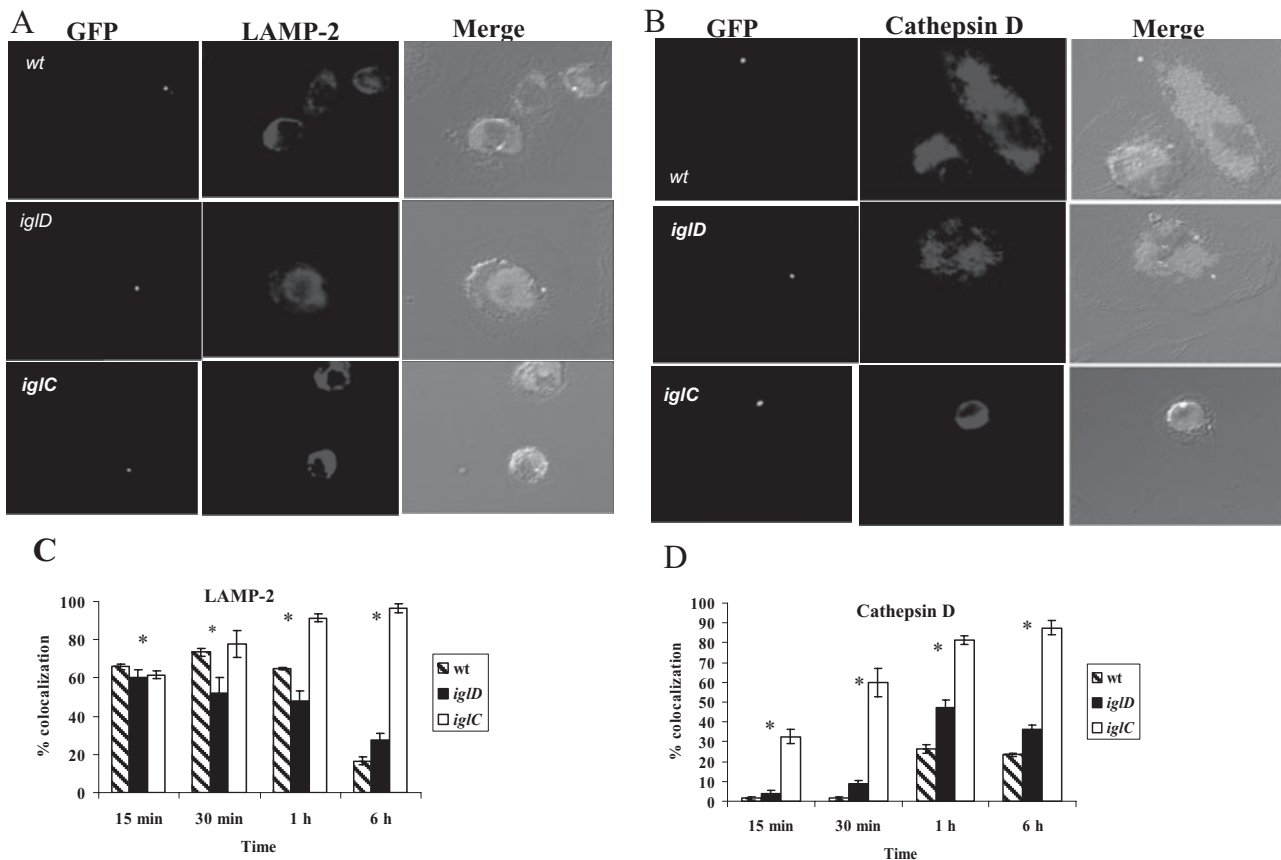 A
GFP LAMP-2 Merge
wt
iglD
iglC
B
GFP Cathepsin D Merge
wt
iglD
iglC
C
LAMP-2
% colocalization
100
80
60
40
20
0
* * * *
15 min 30 min 1 h 6 h
Time
wt
iglD
iglC
D
Cathepsin D
% colocalization
100
90
80
70
60
50
40
30
20
10
0
* * * *
15 min 30 min 1 h 6 h
Time
wt
iglD
iglC